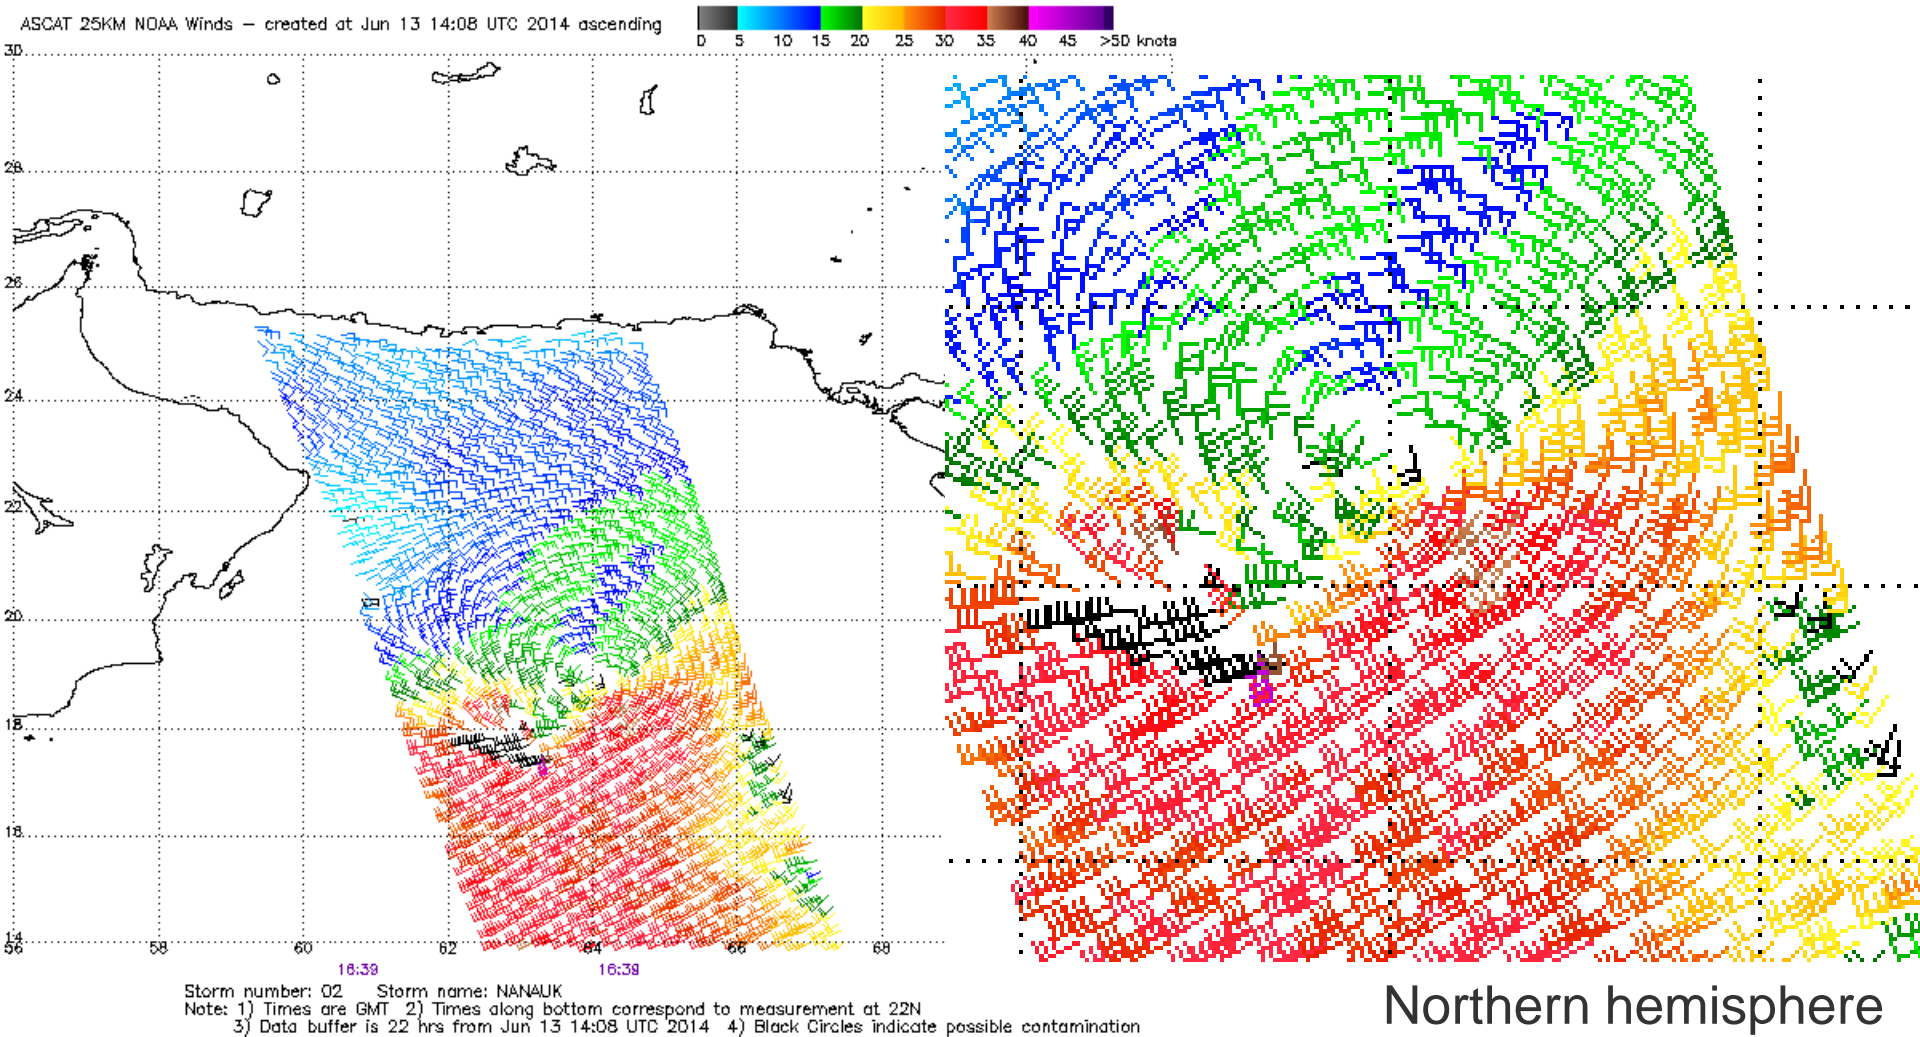 ASCAT 25KM NOAA Winds – created at Jun 13 14:08 UTC 2014 ascending
0 5 10 15 20 25 30 35 40 45 >50 knots
30
28
26
24
22
20
18
16
14
56 58 60 62 64 66 68
16:39 16:39
Storm number: 02 Storm name: NANAUK
Note: 1) Times are GMT 2) Times along bottom correspond to measurement at 22N
3) Data buffer is 22 hrs from Jun 13 14:08 UTC 2014 4) Black Circles indicate possible contamination
Northern hemisphere